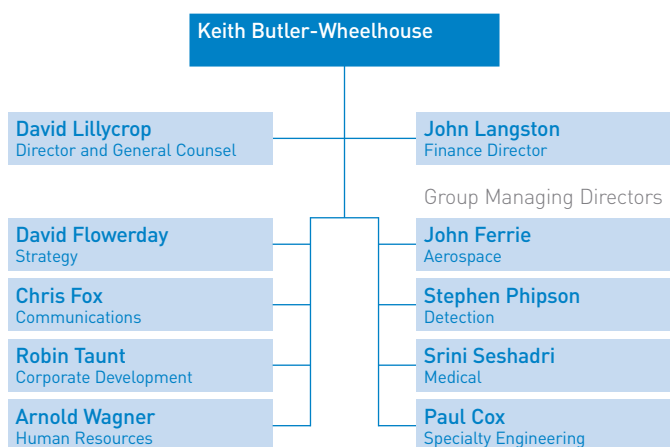 Keith Butler-Wheelhouse
David Lillycrop
Director and General Counsel
John Langston
Finance Director
Group Managing Directors
David Flowerday
Strategy
John Ferrie
Aerospace
Chris Fox
Communications
Stephen Phipson
Detection
Robin Taunt
Corporate Development
Srini Seshadri
Medical
Arnold Wagner
Human Resources
Paul Cox
Specialty Engineering